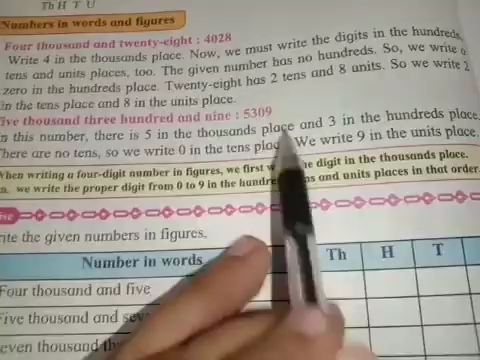 Th H T U
Numbers in words and figures
Four thousand and twenty-eight : 4028
Write 4 in the thousands place. Now, we must write the digits in the hundreds,
tens and units places, too. The given number has no hundreds. So, we write
zero in the hundreds place. Twenty-eight has 2 tens and 8 units. So we write 2
in the tens place and 8 in the units place.
Five thousand three hundred and nine : 5309
In this number, there is 5 in the thousands place and 3 in the hundreds place.
There are no tens, so we write 0 in the tens We write 9 in the units place.
When writing a four-digit number in figures, we first digit in the thousands place.
we write the proper digit from 0 to 9 in the and units places in that order.
the given numbers in figures.
Number in words Th H T
Four thousand and five
Five thousand and
seven thousand